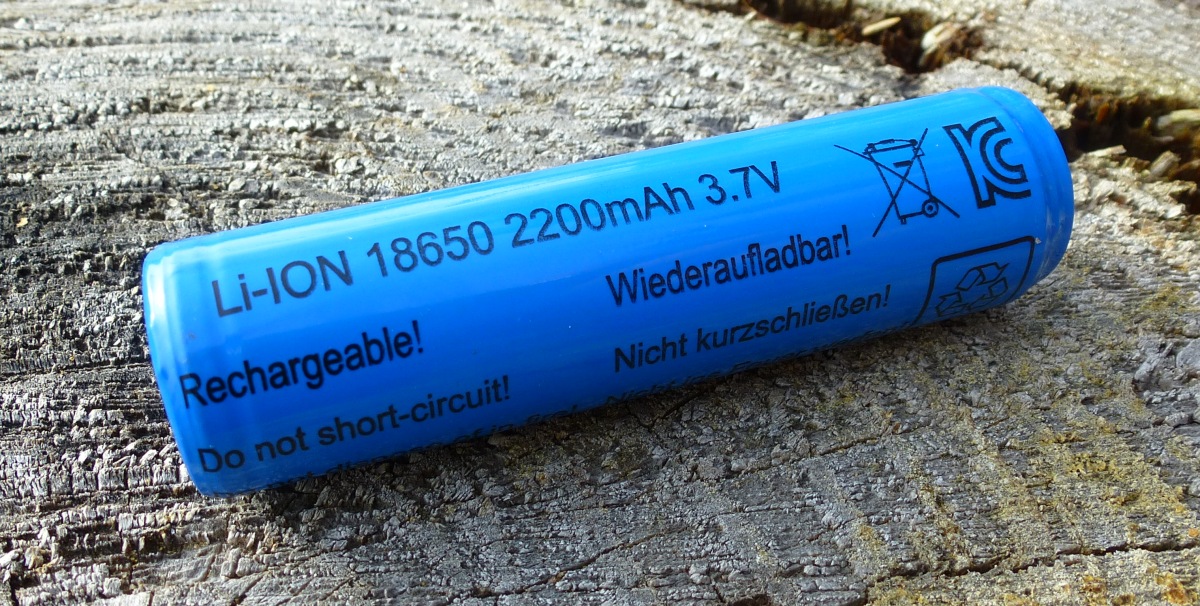 Li-ION 18650 2200mAh 3.7V
Rechargeable!
Wiederaufladbar!
Do not short-circuit!
Nicht kurzschließen!